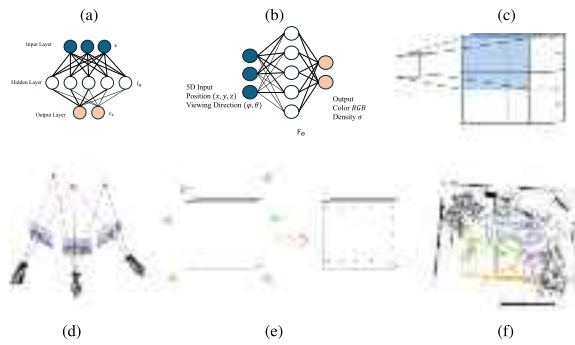 (a)
(b)
(c)
Input Layer
x
Hidden Layer
Output Layer
5D Input
Position (x, y, z)
Viewing Direction (φ, θ)
Output
Color RGB
Density σ
F_Θ
(d)
(e)
(f)